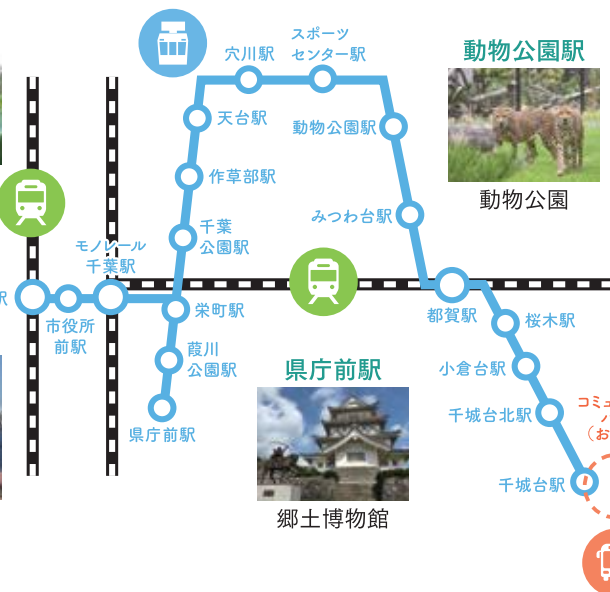 スポーツ
センター駅
穴川駅
動物公園駅
天台駅
動物公園駅
作草部駅
動物公園
みつわ台駅
千葉
公園駅
モノレール
千葉駅
駅
市役所
前駅
栄町駅
都賀駅
桜木駅
葭川
公園駅
県庁前駅
小倉台駅
県庁前駅
千城台北駅
コミュ
バ
(お
千城台駅
郷土博物館